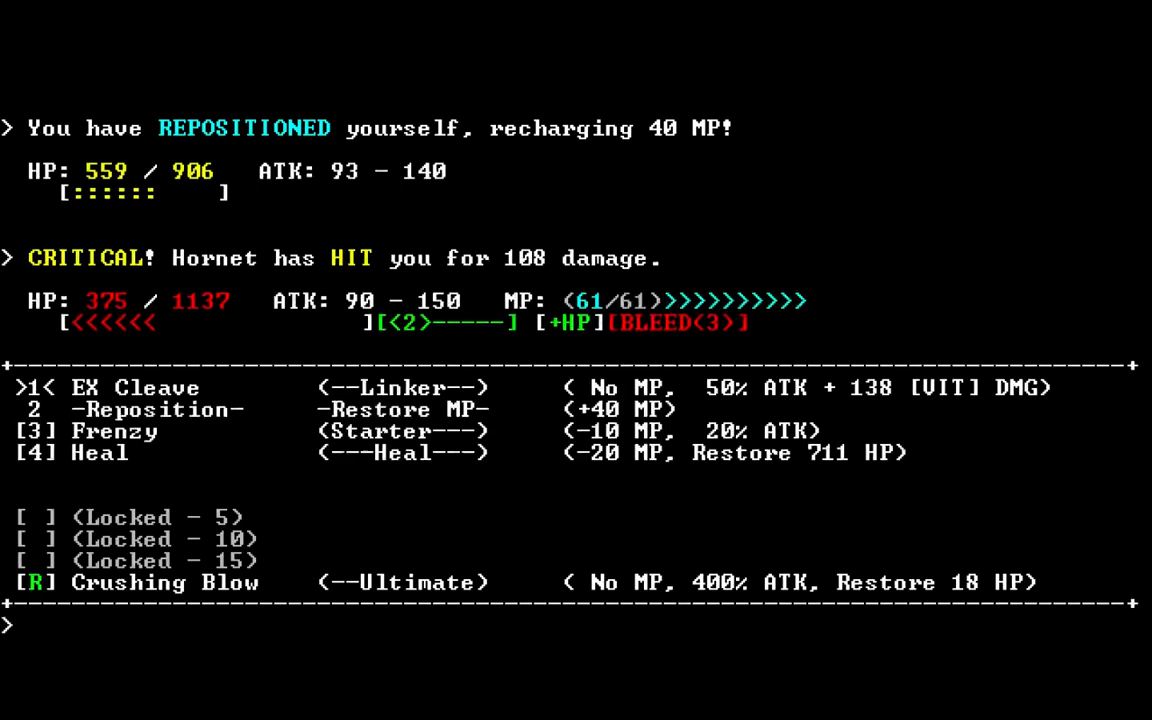 > You have REPOSITIONED yourself, recharging 40 MP!
HP: 559 / 906   ATK: 93 - 140
[::::::    ]
> CRITICAL! Hornet has HIT you for 108 damage.
HP: 375 / 1137   ATK: 90 - 150   MP: (61/61)>>>>>>>>>>
[<<<<<<              ][<2>-----] [+HP][BLEED<3>]
+-----------------------------------------------------------------------------+
>1< EX Cleave        (--Linker--)     ( No MP,  50% ATK + 138 [VIT] DMG)
2  -Reposition-     -Restore MP-     (+40 MP)
[3] Frenzy           (Starter---)     (-10 MP,  20% ATK)
[4] Heal             (---Heal---)     (-20 MP, Restore 711 HP)
[ ] (Locked - 5)
[ ] (Locked - 10)
[ ] (Locked - 15)
[R] Crushing Blow    (--Ultimate)     ( No MP, 400% ATK, Restore 18 HP)
+-----------------------------------------------------------------------------+
>